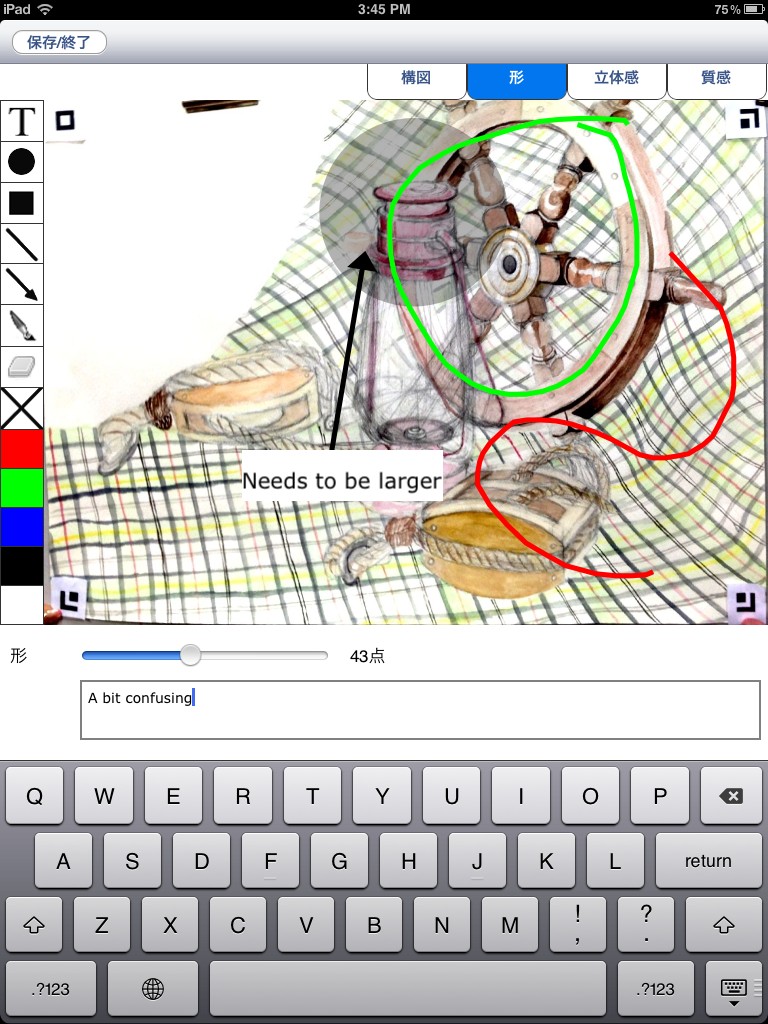 iPad 3:45 PM 75%
保存/終了
構図 形 立体感 質感
T
Needs to be larger
形 43点
A bit confusing
Q W E R T Y U I O P
A S D F G H J K L return
Z X C V B N M ! , ? .
.?123 .?123